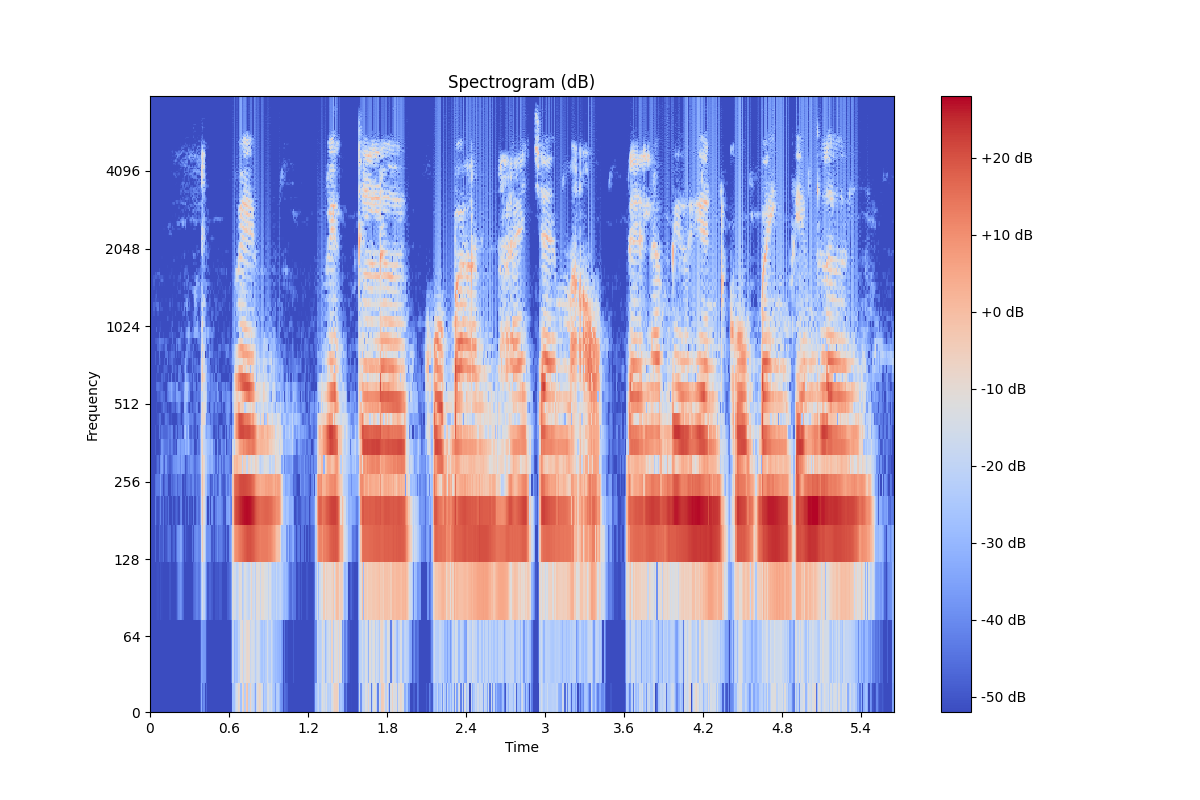 Spectrogram (dB)
Frequency
4096
2048
1024
512
256
128
64
0
0 0.6 1.2 1.8 2.4 3 3.6 4.2 4.8 5.4
Time
+20 dB
+10 dB
+0 dB
-10 dB
-20 dB
-30 dB
-40 dB
-50 dB